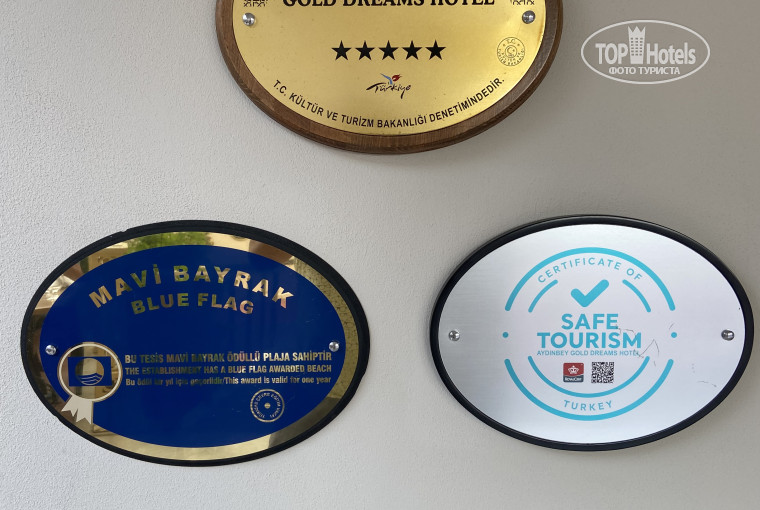 GOLD DREAMS HOTEL
Türkiye
T.C. KÜLTÜR VE TURİZM BAKANLIĞI DENETİMİNDEDİR.
TOP Hotels
ФОТО ТУРИСТА
MAVİ BAYRAK
BLUE FLAG
BU TESİS MAVİ BAYRAK ÖDÜLLÜ PLAJA SAHİPTİR
THE ESTABLISHMENT HAS A BLUE FLAG AWARDED BEACH
Bu ödül bir yıl için geçerlidir/This award is valid for one year
CERTIFICATE OF
SAFE
TOURISM
AYDINBEY GOLD DREAMS HOTEL
TURKEY